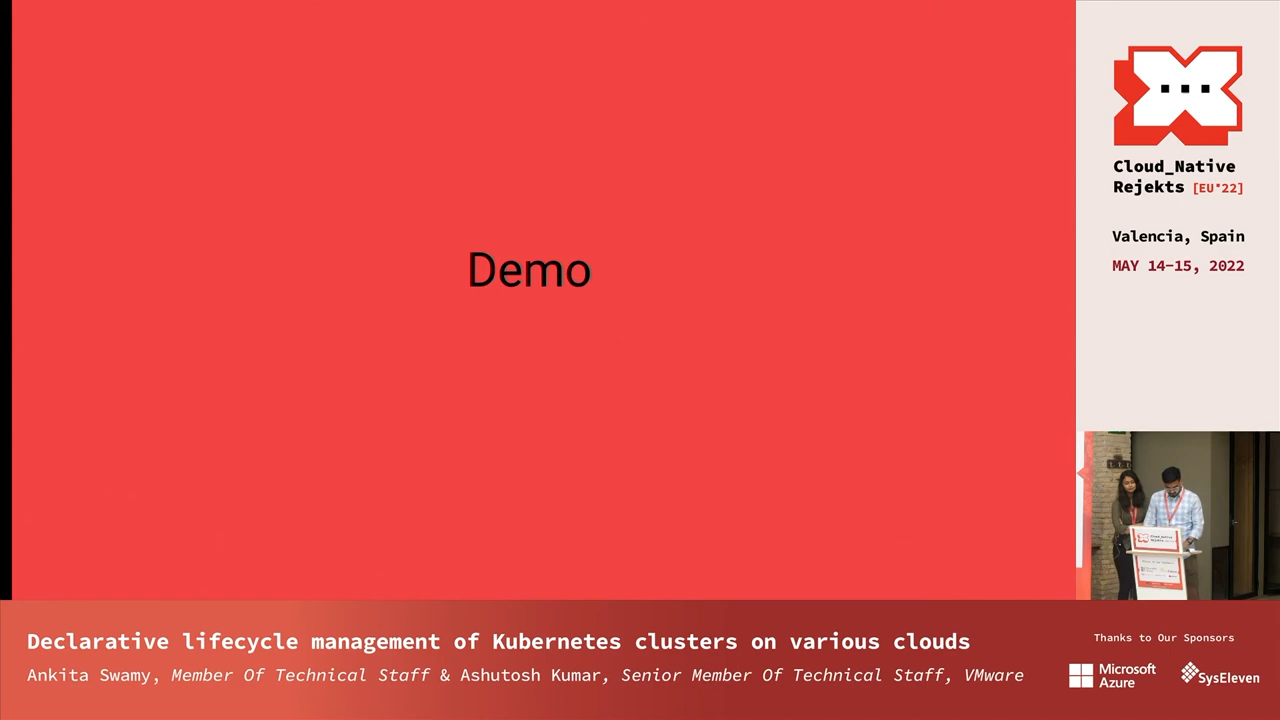 Demo
Cloud_Native
Rejekts [EU'22]
Valencia, Spain
MAY 14-15, 2022
Declarative lifecycle management of Kubernetes clusters on various clouds
Ankita Swamy, Member Of Technical Staff & Ashutosh Kumar, Senior Member Of Technical Staff, VMware
Thanks to Our Sponsors
Microsoft
Azure
SysEleven